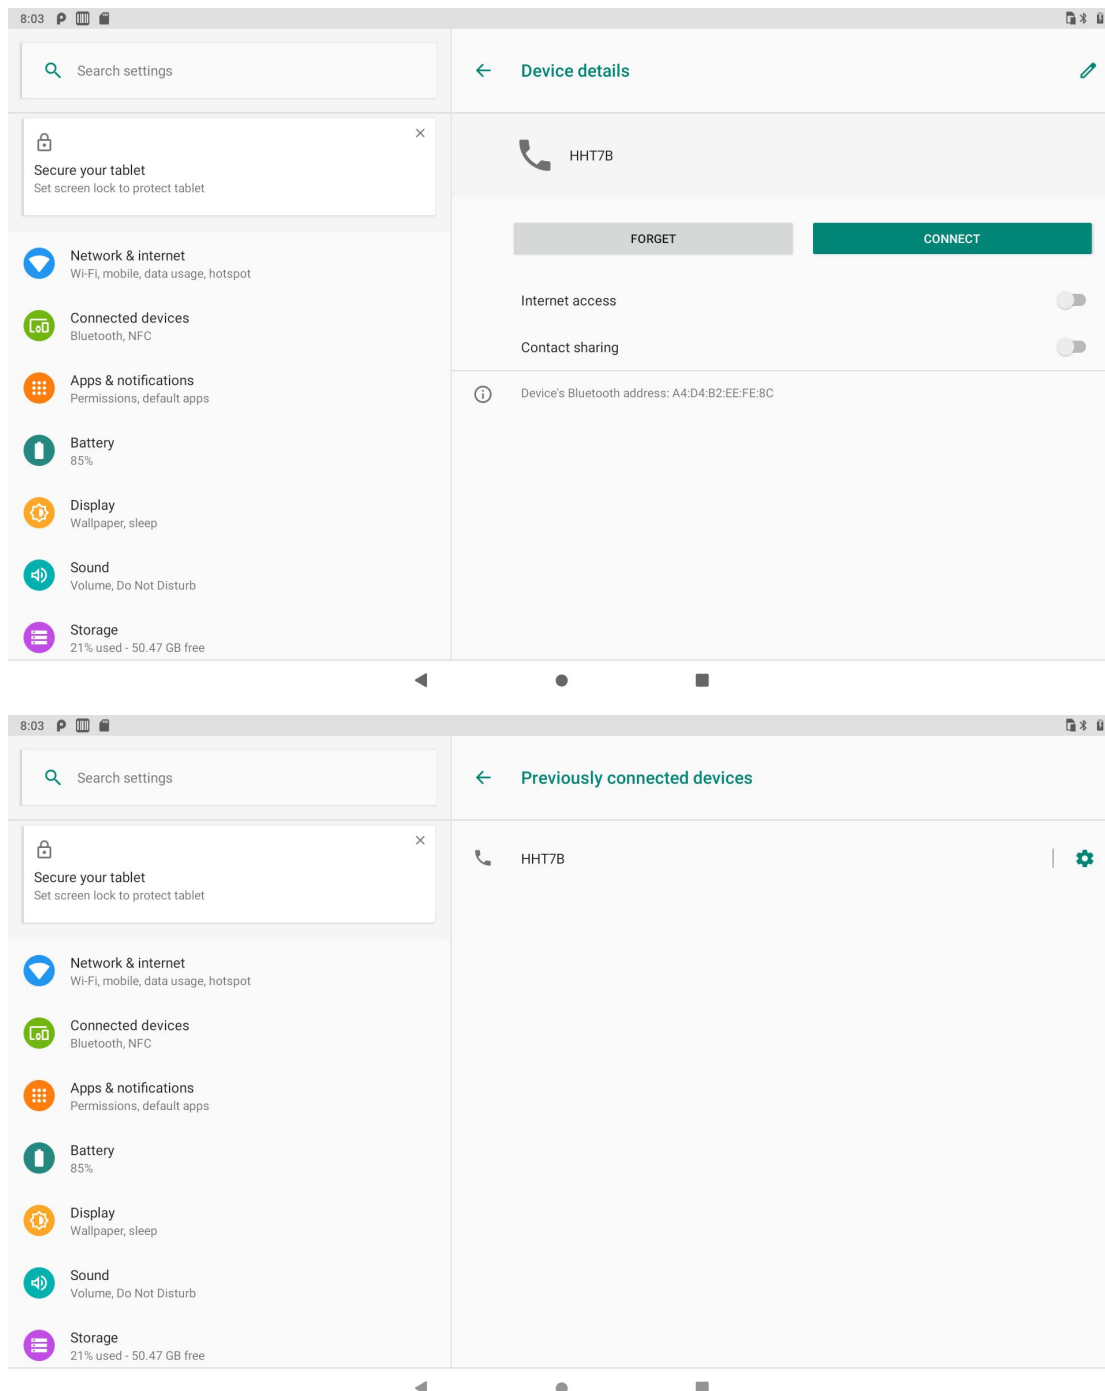 8:03
Search settings
Device details
Secure your tablet
Set screen lock to protect tablet
HHT7B
FORGET
CONNECT
Network & internet
Wi-Fi, mobile, data usage, hotspot
Internet access
Connected devices
Bluetooth, NFC
Contact sharing
Apps & notifications
Permissions, default apps
Device's Bluetooth address: A4:D4:B2:EE:FE:8C
Battery
85%
Display
Wallpaper, sleep
Sound
Volume, Do Not Disturb
Storage
21% used - 50.47 GB free
8:03
Search settings
Previously connected devices
Secure your tablet
Set screen lock to protect tablet
HHT7B
Network & internet
Wi-Fi, mobile, data usage, hotspot
Connected devices
Bluetooth, NFC
Apps & notifications
Permissions, default apps
Battery
85%
Display
Wallpaper, sleep
Sound
Volume, Do Not Disturb
Storage
21% used - 50.47 GB free